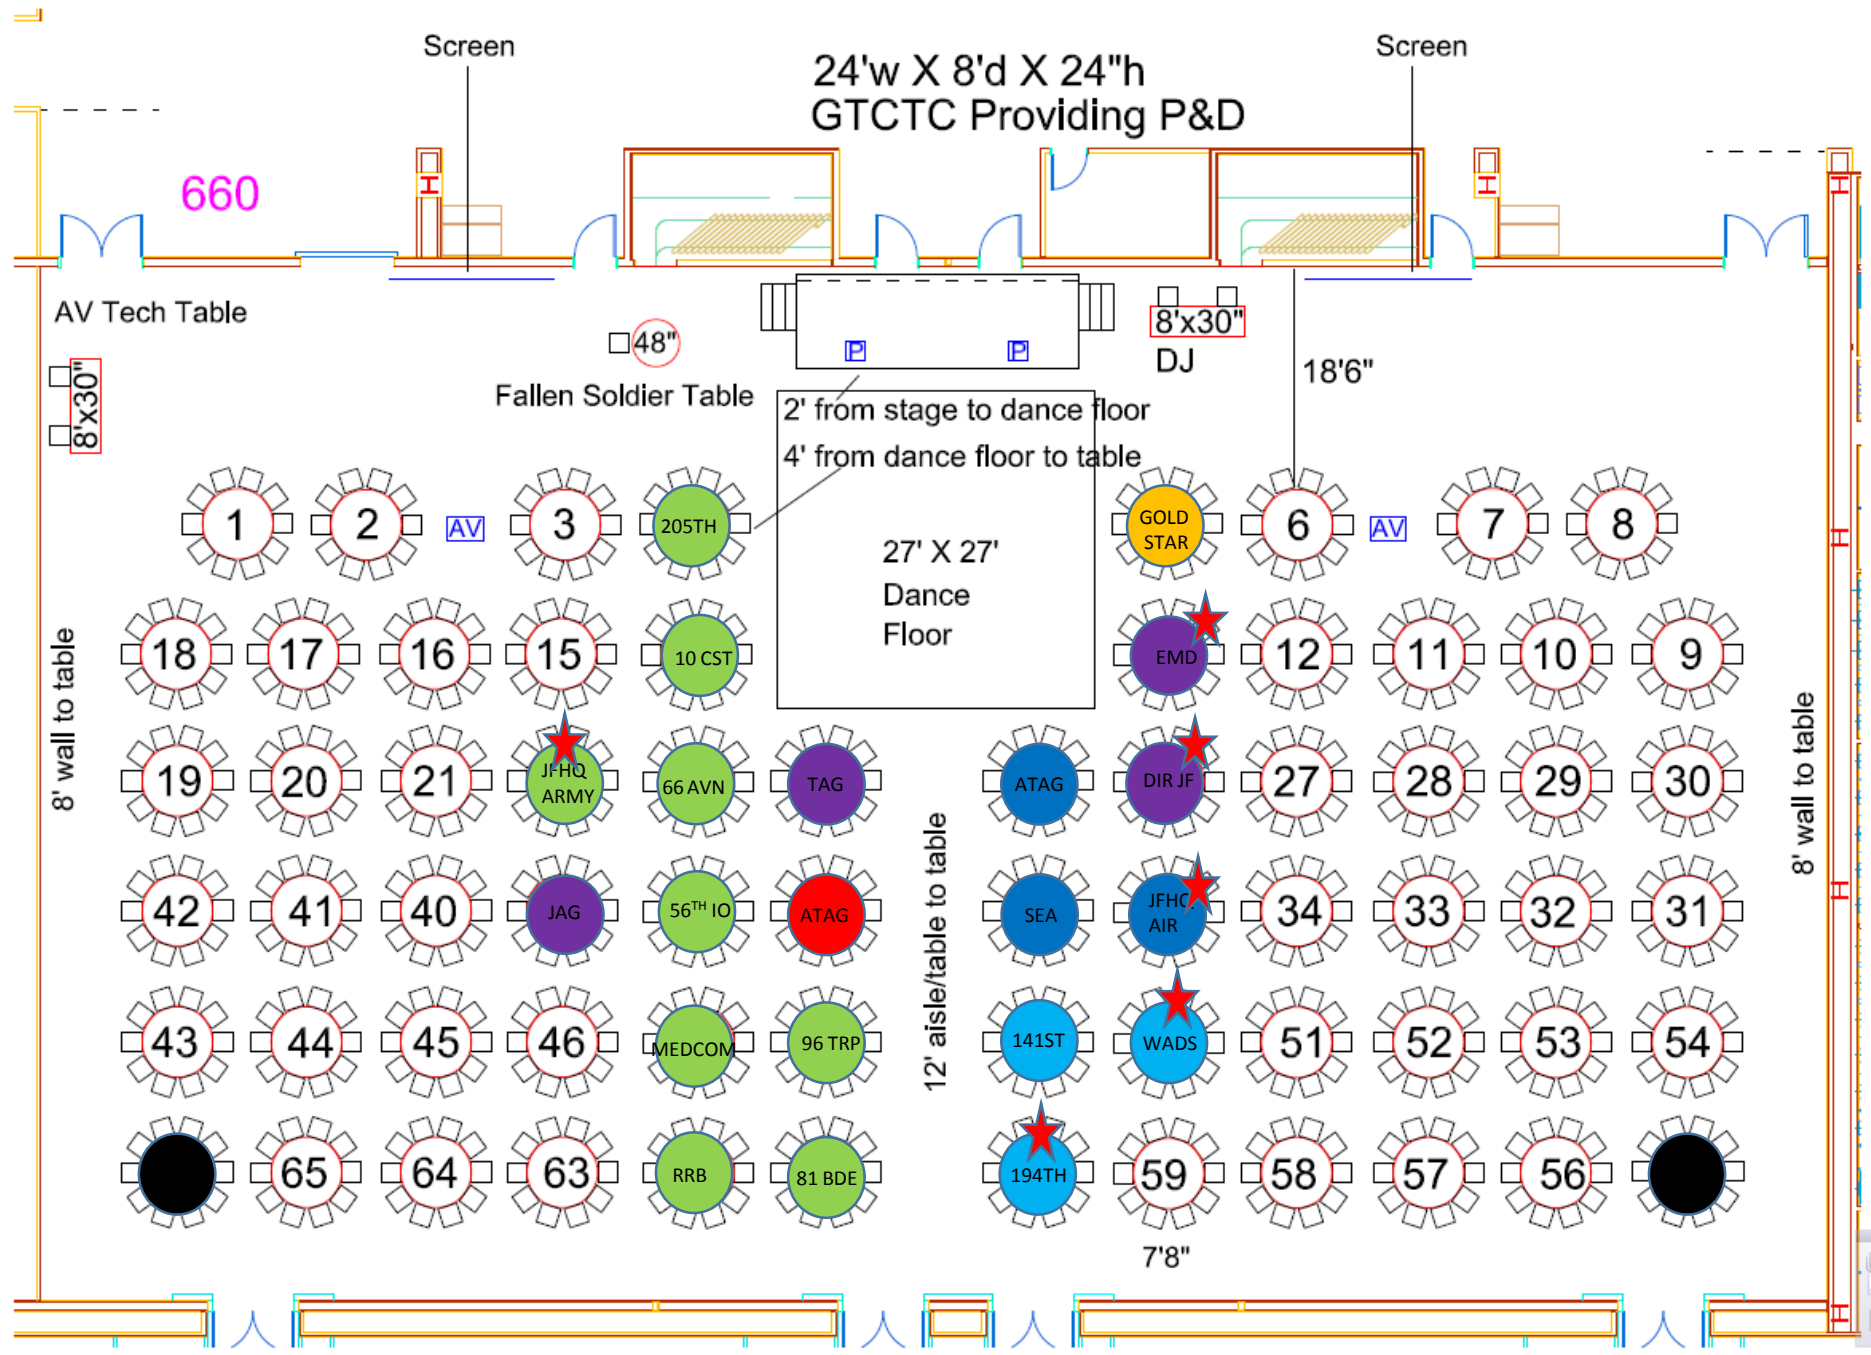 Screen
Screen
24'w X 8'd X 24"h
GTCTC Providing P&D
660
H
H
H
AV Tech Table
8'x30"
48"
Fallen Soldier Table
P
P
8'x30"
DJ
18'6"
2' from stage to dance floor
4' from dance floor to table
27' X 27'
Dance
Floor
1
2
AV
3
205TH
GOLD
STAR
6
AV
7
8
H
18
17
16
15
10 CST
EMD
12
11
10
9
8' wall to table
8' wall to table
19
20
21
JFHQ
ARMY
66 AVN
TAG
ATAG
DIR JF
27
28
29
30
42
41
40
JAG
56TH IO
ATAG
12' aisle/table to table
SEA
JFHQ
AIR
34
33
32
31
H
43
44
45
46
MEDCOM
96 TRP
141ST
WADS
51
52
53
54
65
64
63
RRB
81 BDE
194TH
59
58
57
56
7'8"
H